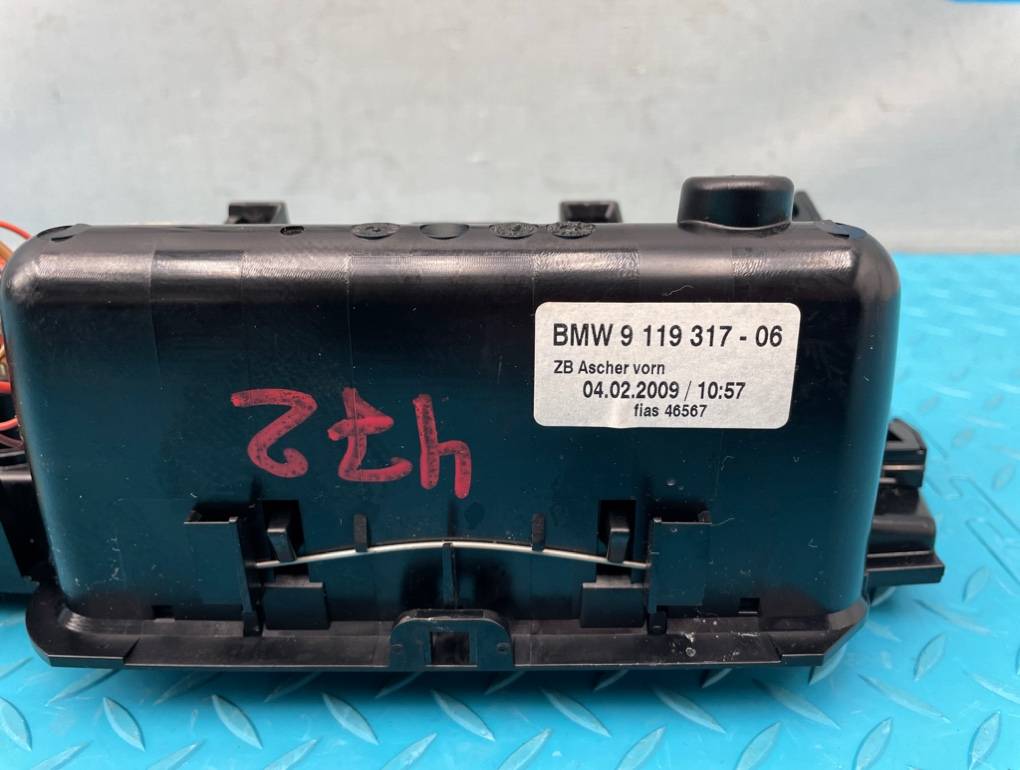 BMW 9 119 317 - 06
ZB Ascher vorn
04.02.2009 / 10:57
fias 46567
472